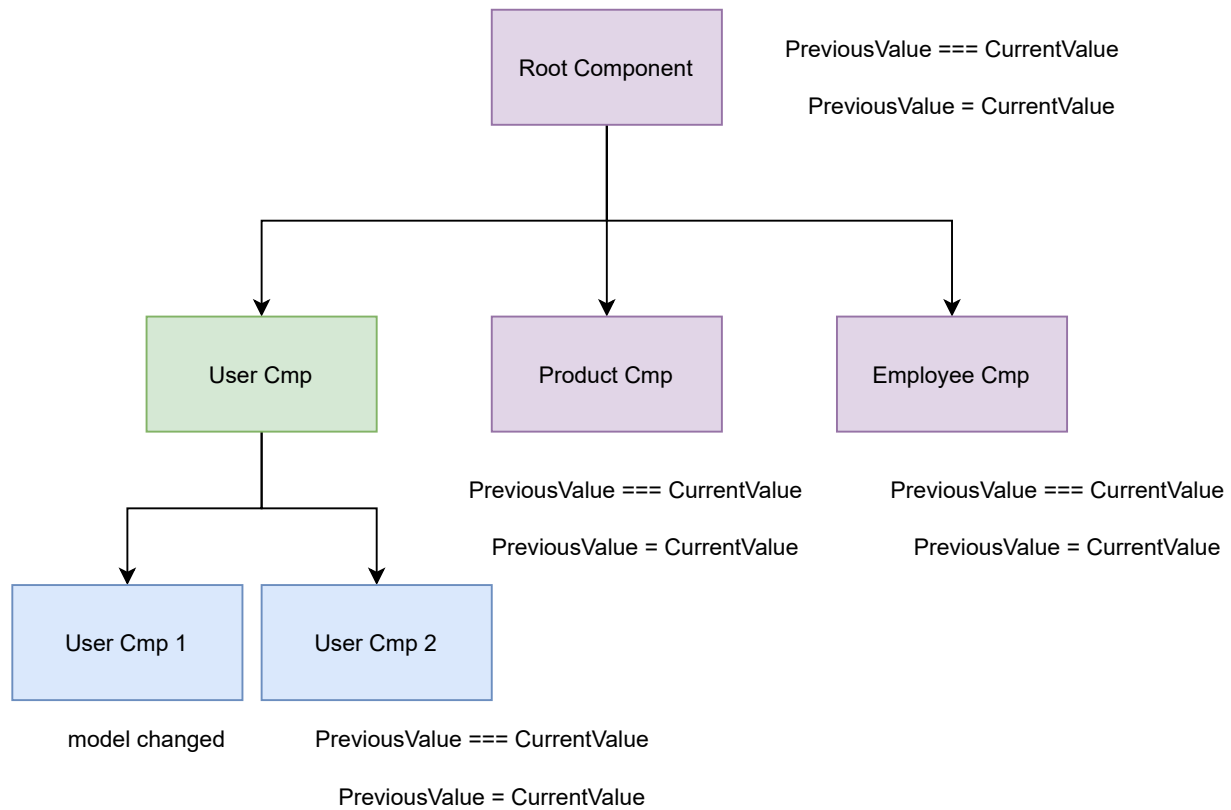 Root Component
PreviousValue === CurrentValue
PreviousValue = CurrentValue
User Cmp
Product Cmp
Employee Cmp
PreviousValue === CurrentValue
PreviousValue === CurrentValue
PreviousValue = CurrentValue
PreviousValue = CurrentValue
User Cmp 1
User Cmp 2
model changed
PreviousValue === CurrentValue
PreviousValue = CurrentValue